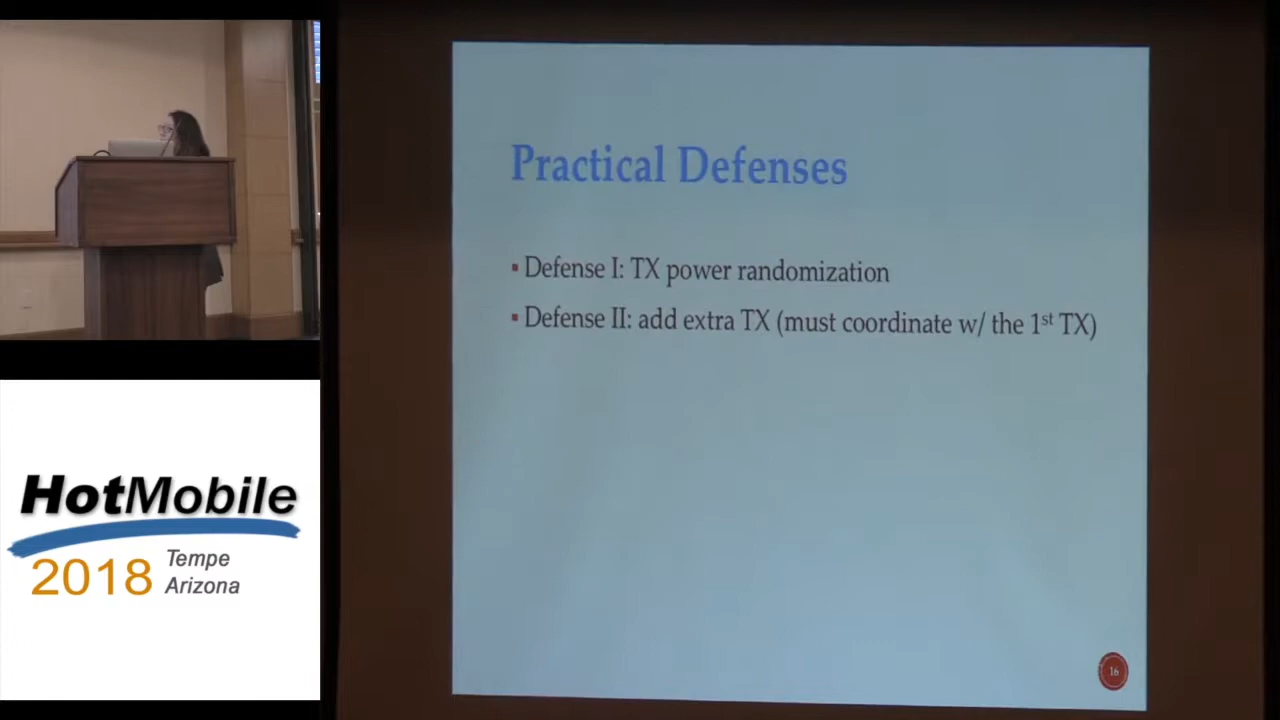 Practical Defenses
▪ Defense I: TX power randomization
▪ Defense II: add extra TX (must coordinate w/ the 1st TX)
16
HotMobile
2018 Tempe
Arizona